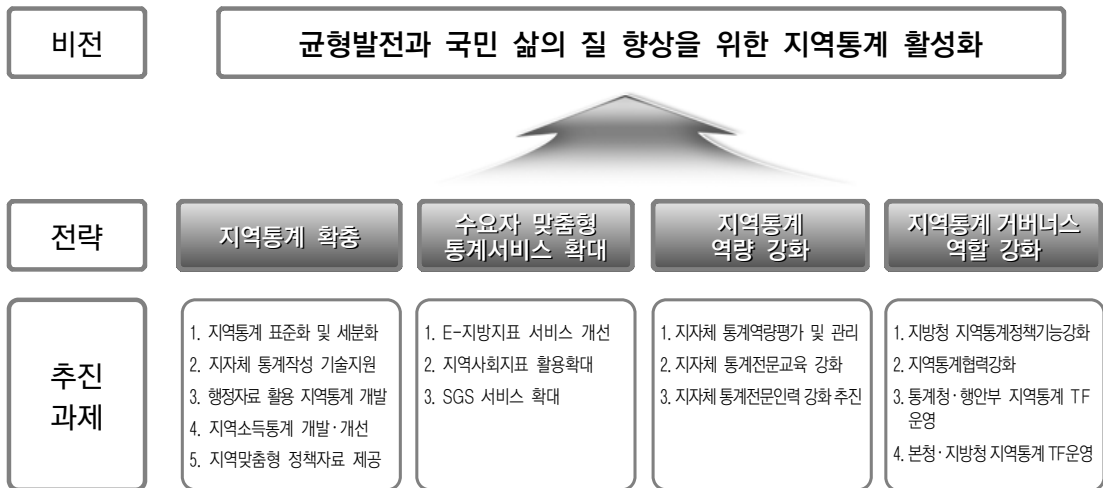 비전
균형발전과 국민 삶의 질 향상을 위한 지역통계 활성화
전략
지역통계 확충
수요자 맞춤형
통계서비스 확대
지역통계
역량 강화
지역통계 거버넌스
역할 강화
추진
과제
1. 지역통계 표준화 및 세분화
2. 지자체 통계작성 기술지원
3. 행정자료 활용 지역통계 개발
4. 지역소득통계 개발·개선
5. 지역맞춤형 정책자료 제공
1. E-지방지표 서비스 개선
2. 지역사회지표 활용확대
3. SGS 서비스 확대
1. 지자체 통계역량평가 및 관리
2. 지자체 통계전문교육 강화
3. 지자체 통계전문인력 강화 추진
1. 지방청 지역통계정책기능강화
2. 지역통계협력강화
3. 통계청·행안부 지역통계 TF
운영
4. 본청·지방청 지역통계 TF운영